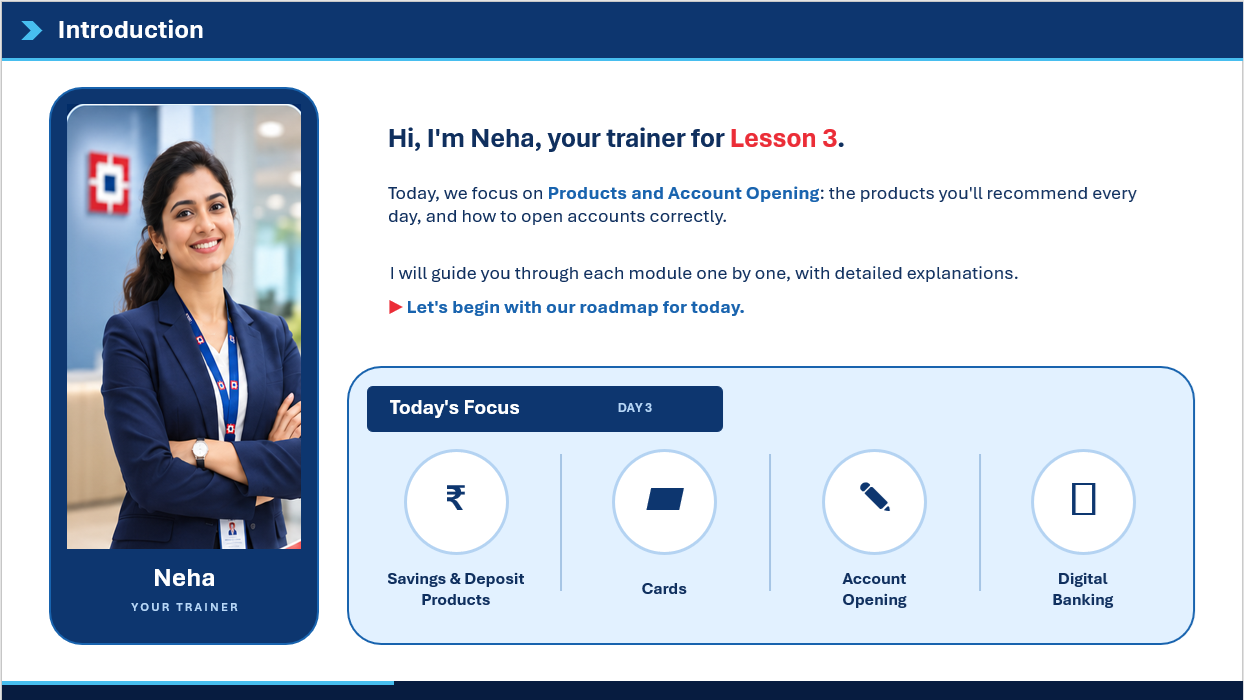 Introduction
Hi, I'm Neha, your trainer for Lesson 3.
Today, we focus on Products and Account Opening: the products you'll recommend every
day, and how to open accounts correctly.
I will guide you through each module one by one, with detailed explanations.
▶ Let's begin with our roadmap for today.
Neha
YOUR TRAINER
Today's Focus
DAY 3
₹
Savings & Deposit
Products
Cards
Account
Opening
Digital
Banking